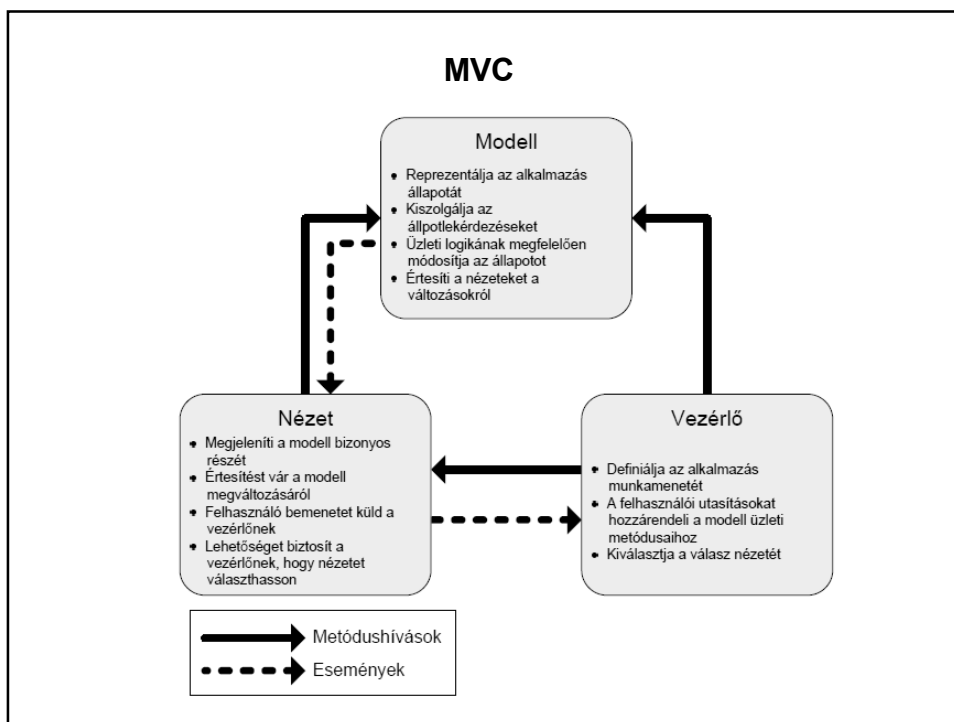 MVC
Modell
• Reprezentálja az alkalmazás
állapotát
• Kiszolgálja az
állpotlekérdezéseket
• Üzleti logikának megfelelően
módosítja az állapotot
• Értesíti a nézeteket a
változásokról
Nézet
• Megjeleníti a modell bizonyos
részét
• Értesítést vár a modell
megváltozásáról
• Felhasználó bemenetet küld a
vezérlőnek
• Lehetőséget biztosít a
vezérlőnek, hogy nézetet
választhasson
Vezérlő
• Definiálja az alkalmazás
munkamenetét
• A felhasználói utasításokat
hozzárendeli a modell üzleti
metódusaihoz
• Kiválasztja a válasz nézetét
Metódushívások
Események